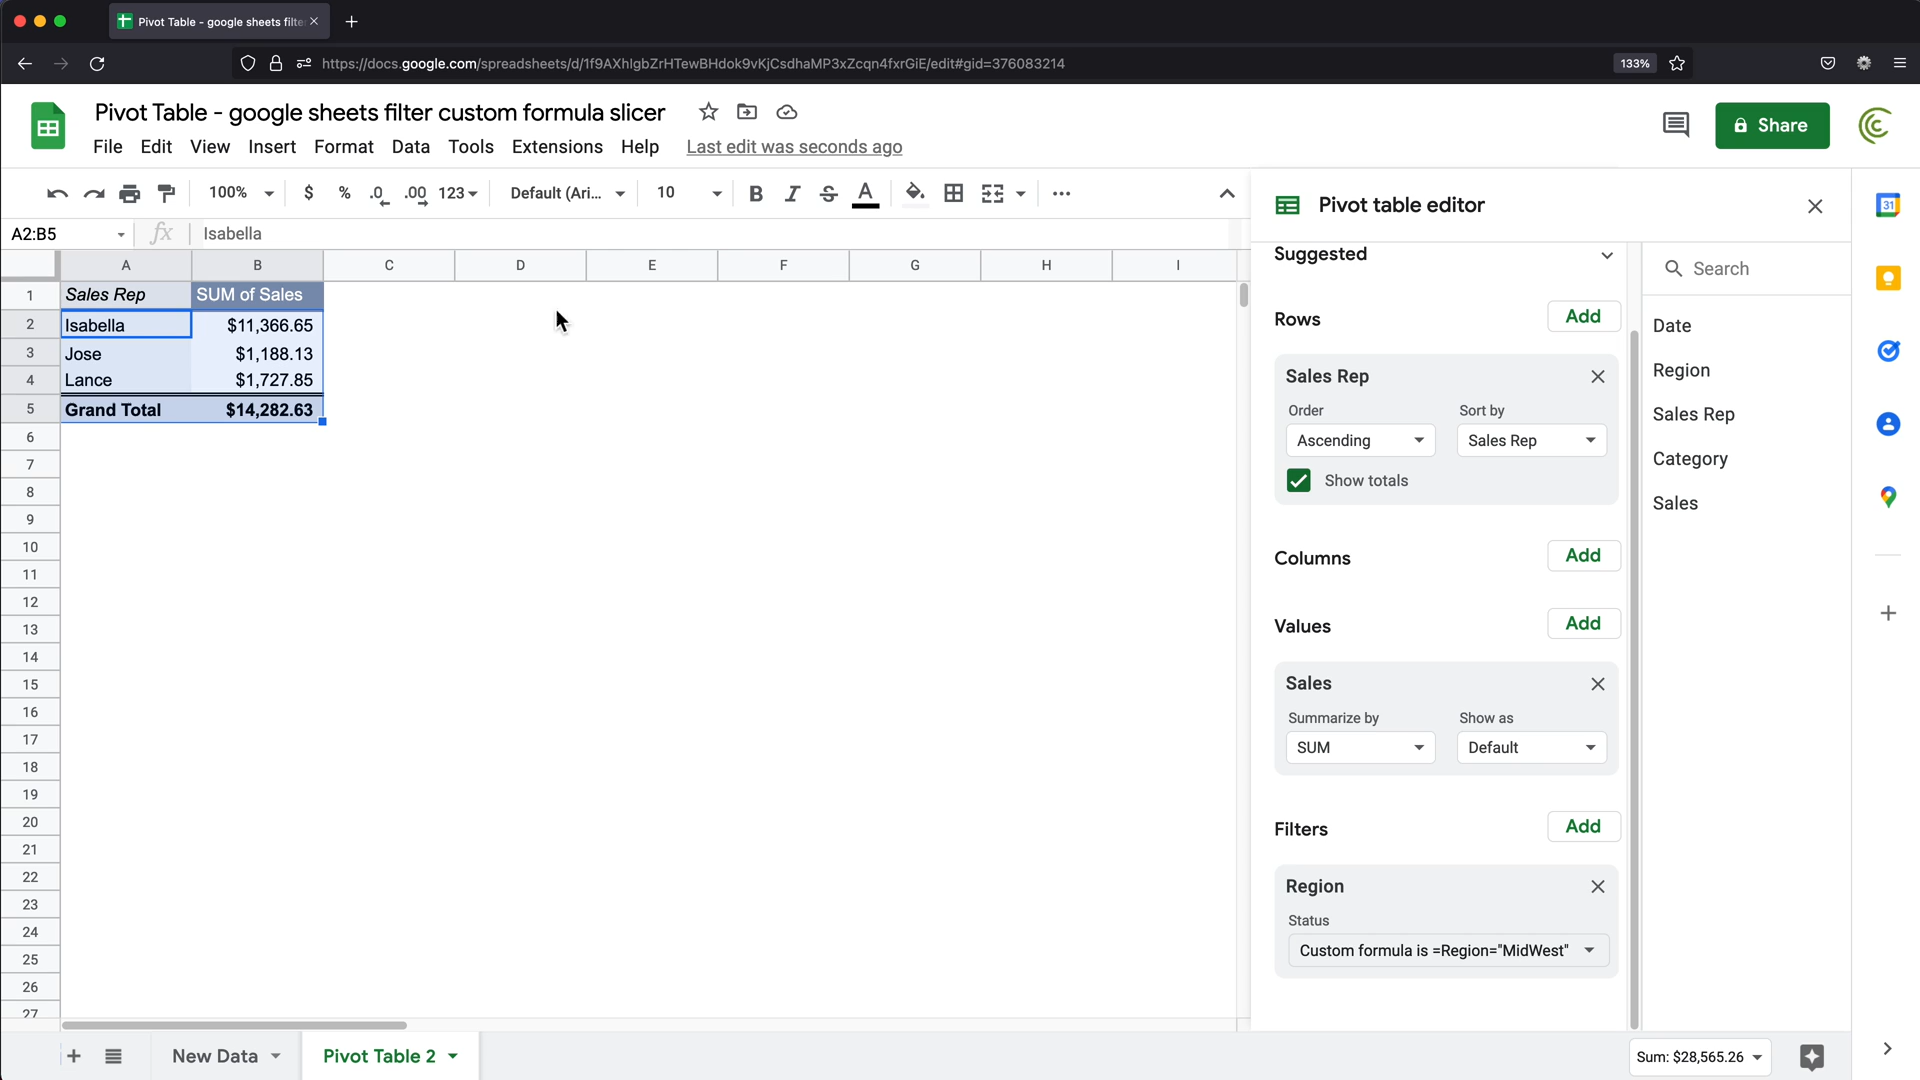 Pivot Table - google sheets filte
https://docs.google.com/spreadsheets/d/1f9AXhIgbZrHTewBHdok9vKjCsdhaMP3xZcqn4fxrGiE/edit#gid=376083214
133%
Pivot Table - google sheets filter custom formula slicer
Share
File Edit View Insert Format Data Tools Extensions Help Last edit was seconds ago
100% $ % .0 .00 123 Default (Ari... 10 B I S A
Pivot table editor
31
A2:B5 fx Isabella
Suggested
Search
A B C D E F G H I
1 Sales Rep SUM of Sales
2 Isabella $11,366.65
3 Jose $1,188.13
4 Lance $1,727.85
5 Grand Total $14,282.63
6
7
8
9
10
11
12
13
14
15
16
17
18
19
20
21
22
23
24
25
26
27
Rows Add
Sales Rep
Order Sort by
Ascending Sales Rep
Show totals
Columns Add
Values Add
Sales
Summarize by Show as
SUM Default
Filters Add
Region
Status
Custom formula is =Region="MidWest"
Date
Region
Sales Rep
Category
Sales
New Data Pivot Table 2 Sum: $28,565.26